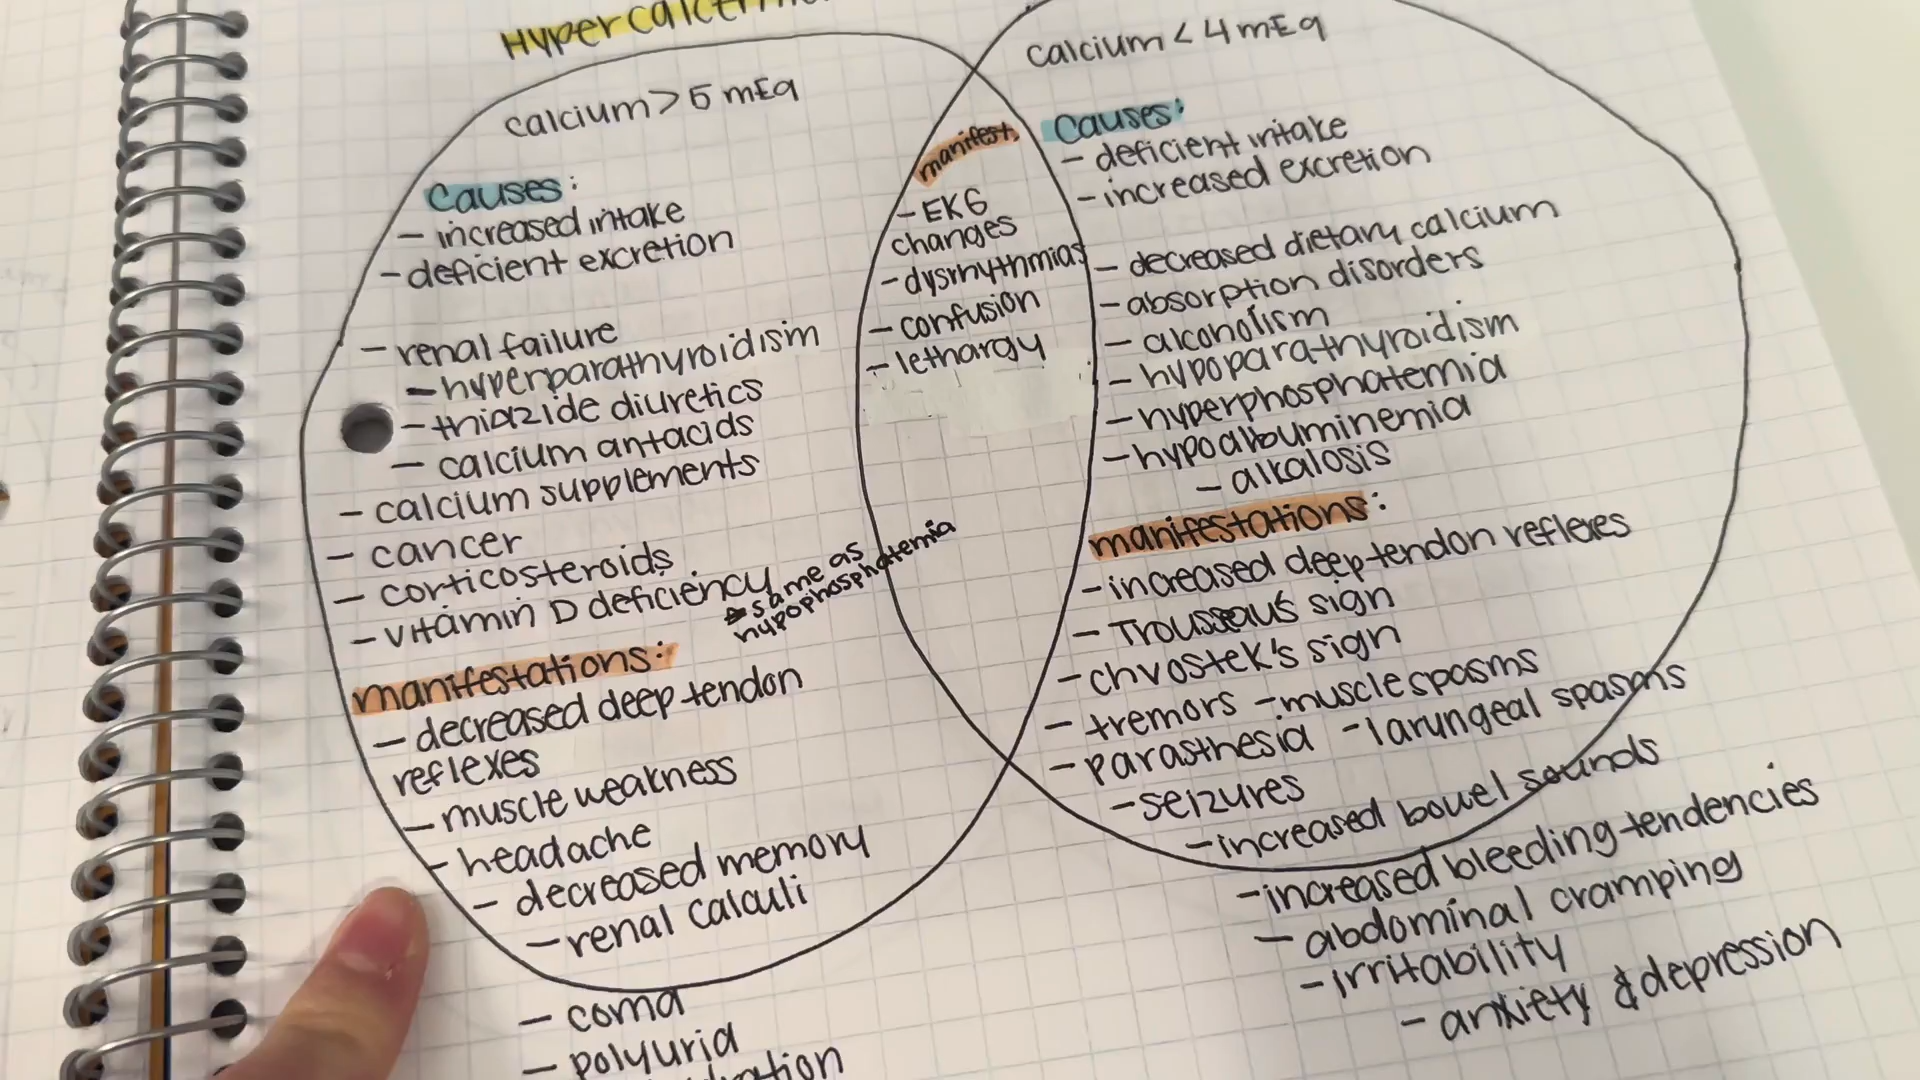 Hypercalcemia
calcium > 5 mEq
causes:
- increased intake
- deficient excretion
- renal failure
- hyperparathyroidism
- thiazide diuretics
- calcium antacids
- calcium supplements
- cancer
- corticosteroids
- vitamin D deficiency
same as
hypophosphatemia
manifestations:
- decreased deep tendon
reflexes
- muscle weakness
- headache
- decreased memory
- renal calculi
- coma
- polyuria
manifest.
- EKG
changes
- dysrhythmias
- confusion
- lethargy
calcium < 4 mEq
causes:
- deficient intake
- increased excretion
- decreased dietary calcium
- absorption disorders
- alcoholism
- hypoparathyroidism
- hyperphosphatemia
- hypoalbuminemia
- alkalosis
manifestations:
- increased deep tendon reflexes
- Trousseau's sign
- chvostek's sign
- tremors - muscle spasms
- parasthesia - laryngeal spasms
- seizures
- increased bowel sounds
- increased bleeding tendencies
- abdominal cramping
- irritability
- anxiety & depression